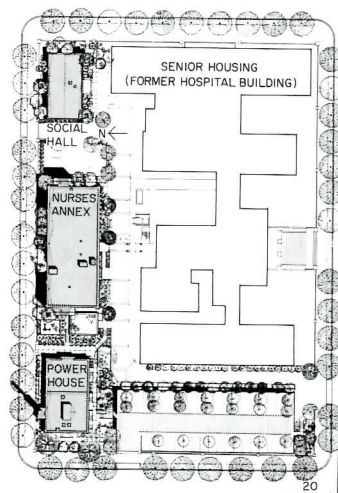 SENIOR HOUSING
(FORMER HOSPITAL BUILDING)
SOCIAL
HALL
N
NURSES
ANNEX
POWER
HOUSE
20